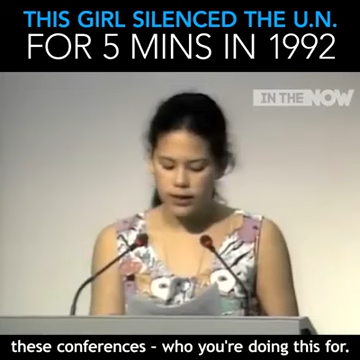 THIS GIRL SILENCED THE U.N.
FOR 5 MINS IN 1992
IN THE NOW
these conferences - who you're doing this for.